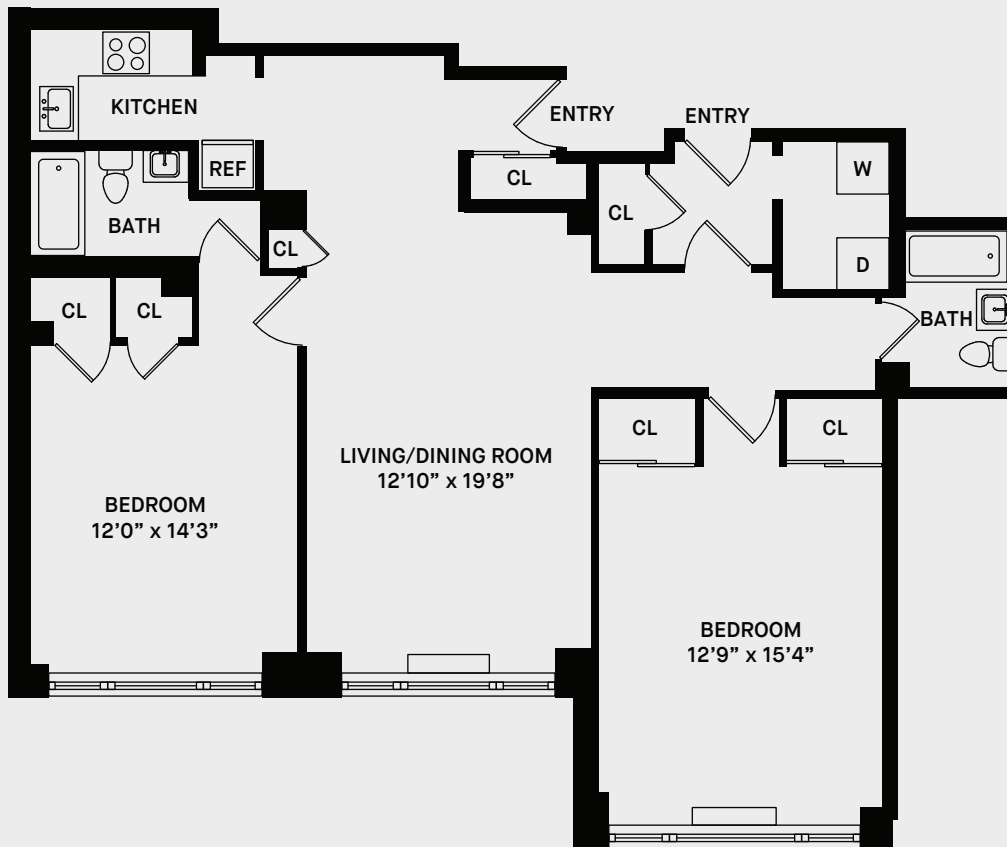 KITCHEN
REF
BATH
CL
CL
CL
ENTRY
CL
ENTRY
CL
W
D
BATH
LIVING/DINING ROOM
12’10” x 19’8”
BEDROOM
12’0” x 14’3”
CL
CL
BEDROOM
12’9” x 15’4”